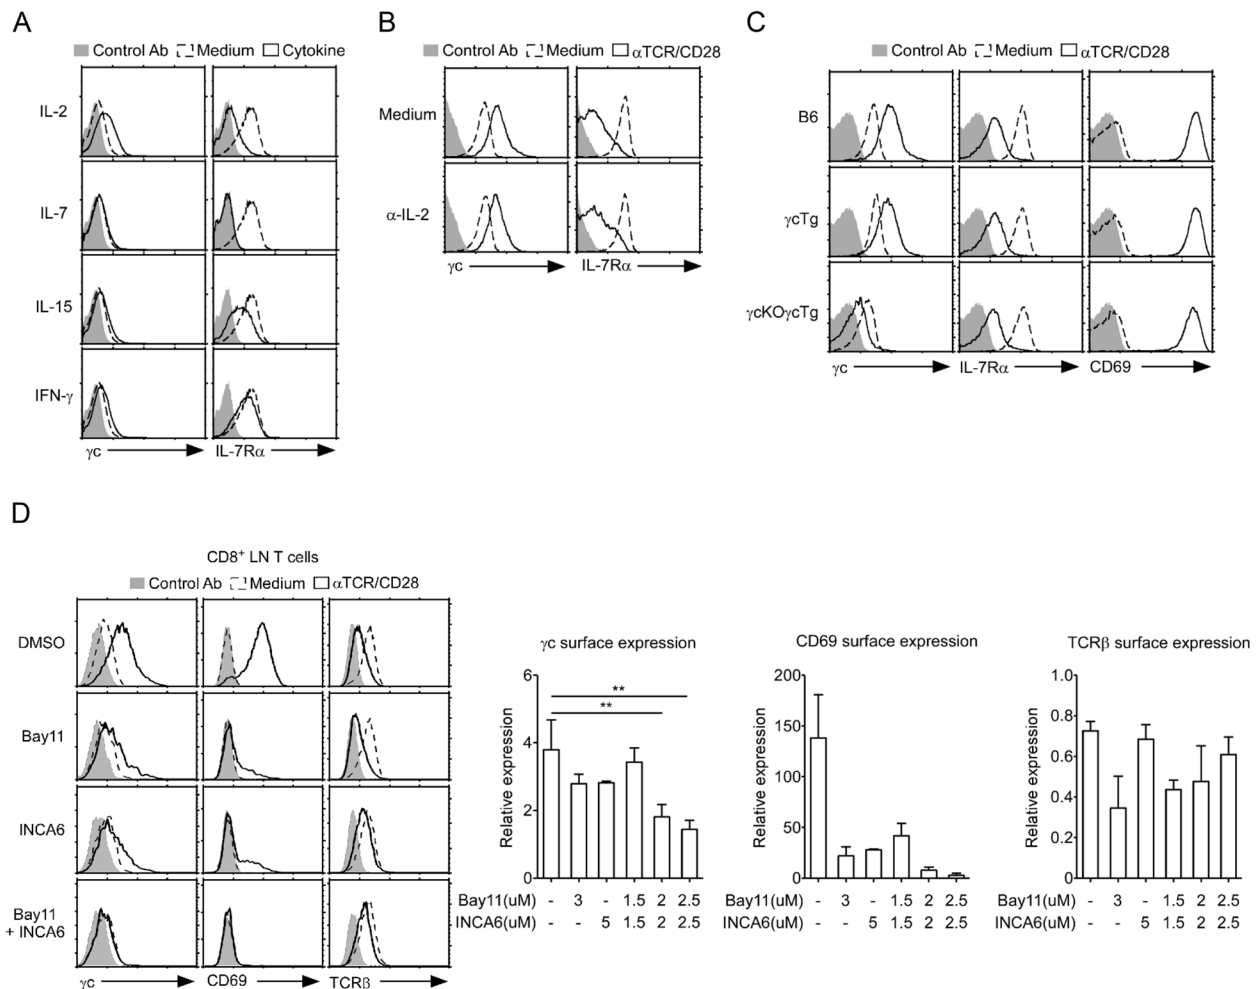 A
Control Ab Medium Cytokine
IL-2
IL-7
IL-15
IFN-γ
γc IL-7Rα
B
Control Ab Medium αTCR/CD28
Medium
α-IL-2
γc IL-7Rα
C
Control Ab Medium αTCR/CD28
B6
γcTg
γcKOγcTg
γc IL-7Rα CD69
D
CD8⁺ LN T cells
Control Ab Medium αTCR/CD28
DMSO
Bay11
INCA6
Bay11
+ INCA6
γc CD69 TCRβ
γc surface expression
Relative expression
6
4
2
0
**
**
Bay11(uM) - 3 - 1.5 2 2.5
INCA6(uM) - - 5 1.5 2 2.5
CD69 surface expression
Relative expression
200
150
100
50
0
Bay11(uM) - 3 - 1.5 2 2.5
INCA6(uM) - - 5 1.5 2 2.5
TCRβ surface expression
Relative expression
1.0
0.8
0.6
0.4
0.2
0
Bay11(uM) - 3 - 1.5 2 2.5
INCA6(uM) - - 5 1.5 2 2.5